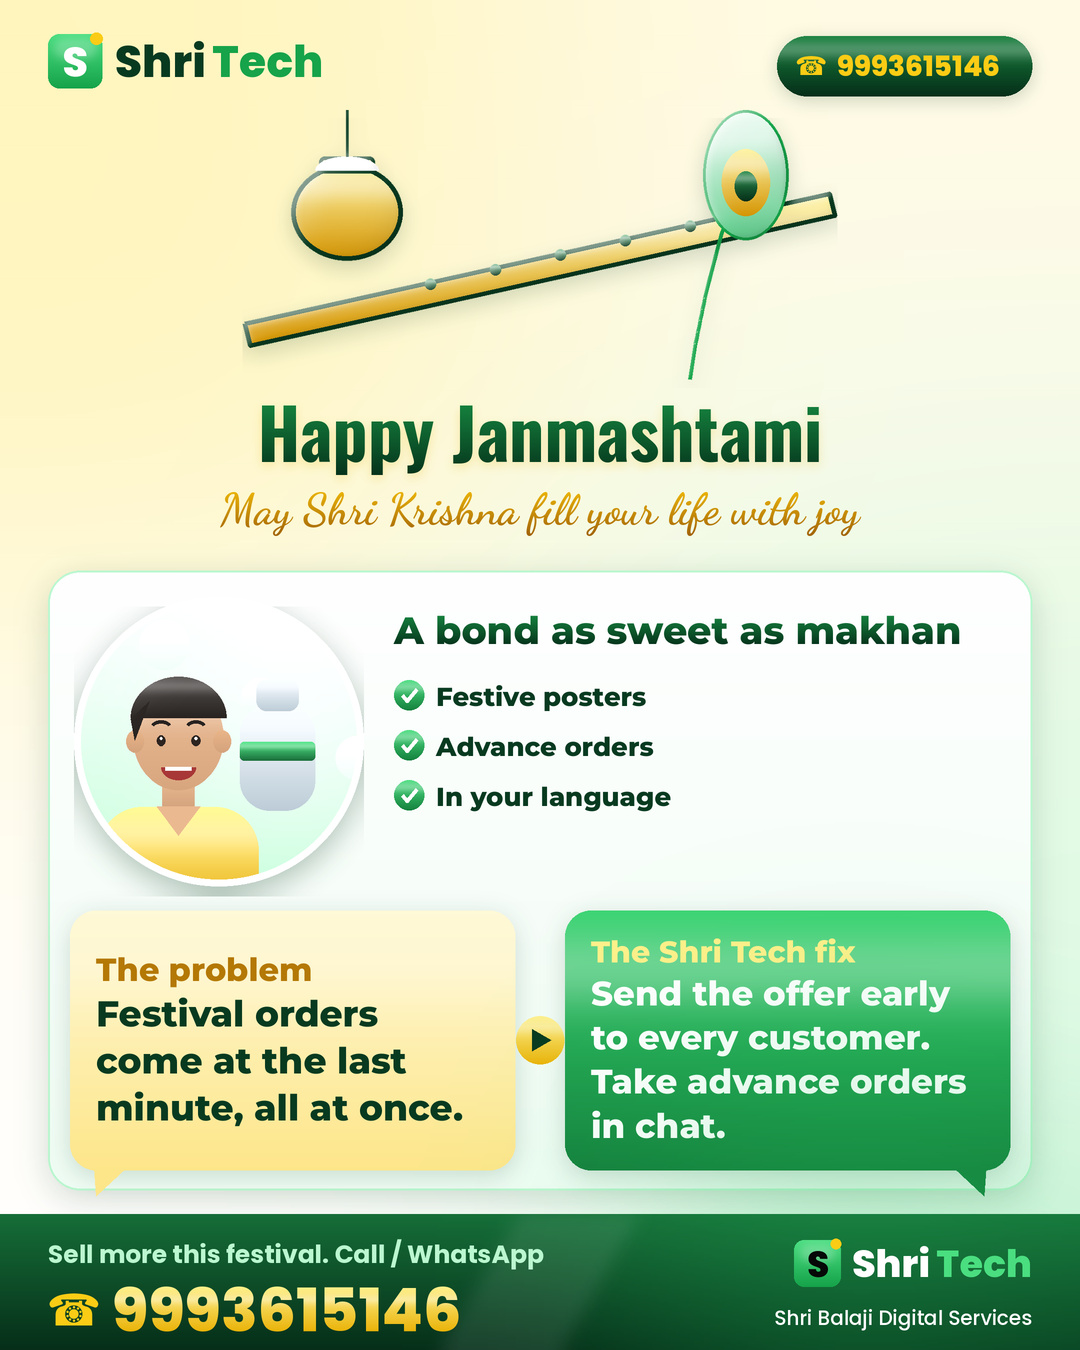 S Shri Tech
☎ 9993615146
Happy Janmashtami
May Shri Krishna fill your life with joy
A bond as sweet as makhan
Festive posters
Advance orders
In your language
The problem
Festival orders
come at the last
minute, all at once.
The Shri Tech fix
Send the offer early
to every customer.
Take advance orders
in chat.
Sell more this festival. Call / WhatsApp
☎ 9993615146
S Shri Tech
Shri Balaji Digital Services